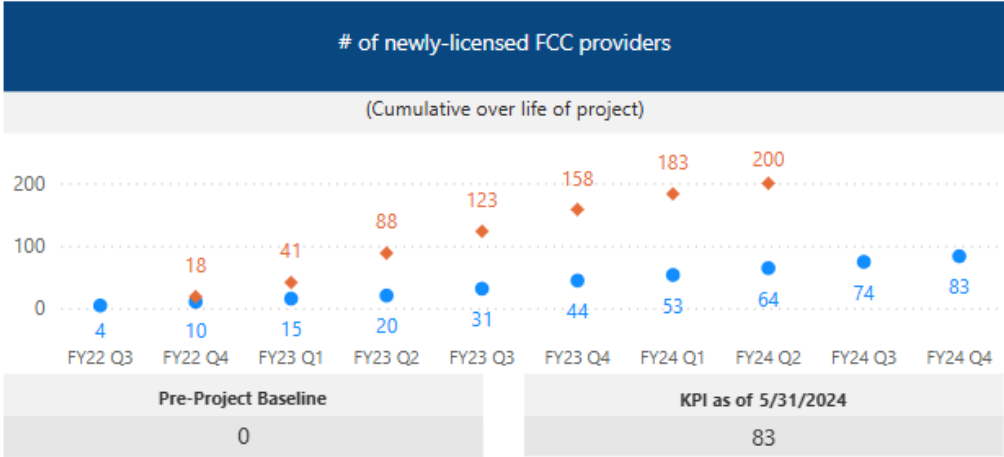 # of newly-licensed FCC providers
(Cumulative over life of project)
200
100
0
18 41 88 123 158 183 200
4 10 15 20 31 44 53 64 74 83
FY22 Q3 FY22 Q4 FY23 Q1 FY23 Q2 FY23 Q3 FY23 Q4 FY24 Q1 FY24 Q2 FY24 Q3 FY24 Q4
Pre-Project Baseline
0
KPI as of 5/31/2024
83